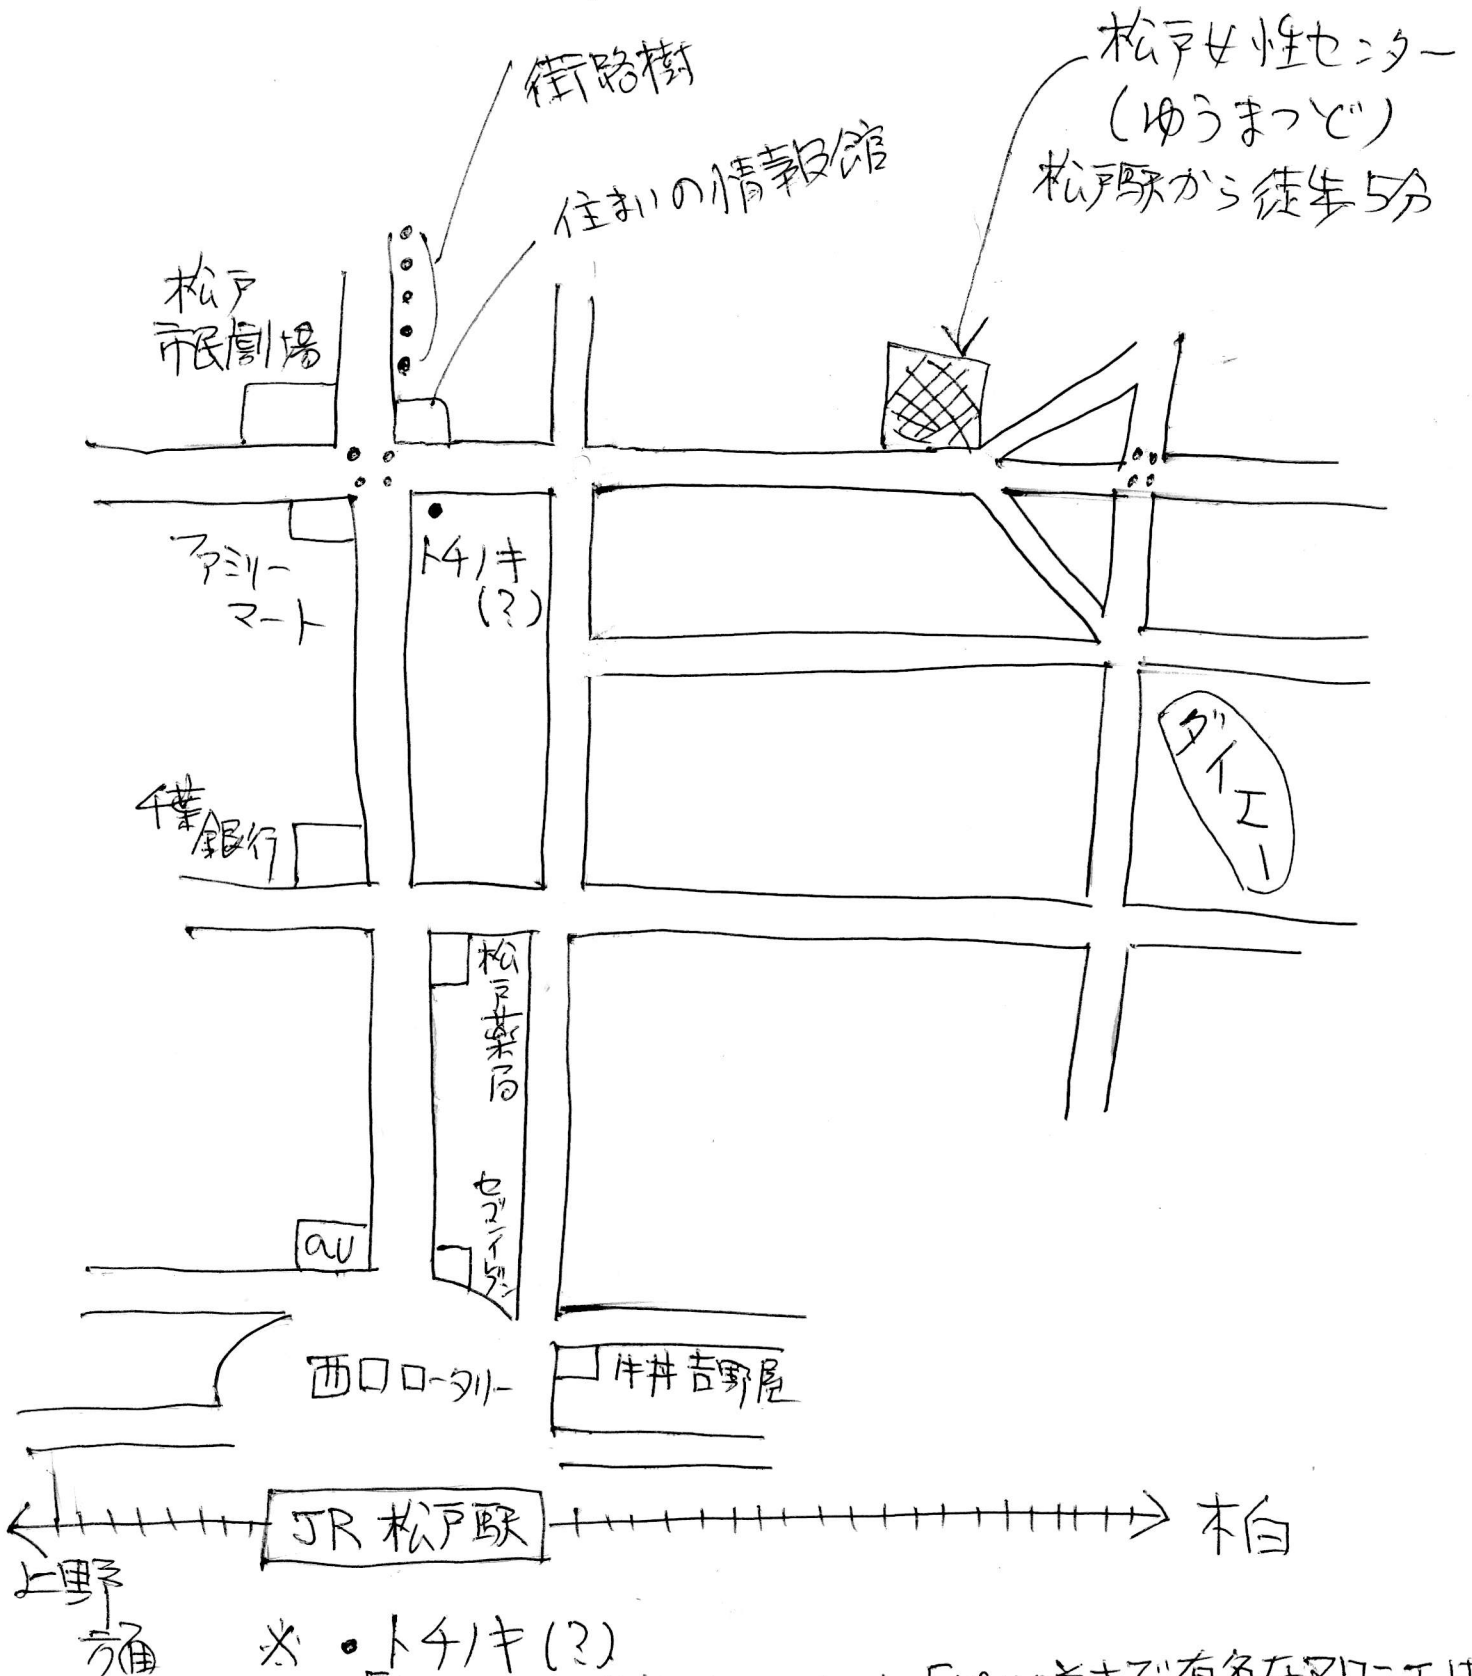 街路樹
松戸女性センター
(ゆうまつど)
松戸駅から徒歩5分
住まいの情報館
松戸
市民劇場
ファミリー
マート
トチノキ
(?)
千葉
銀行
ダイエー
松戸薬局
セブンイレブン
au
西口ロータリー
牛丼吉野屋
JR 松戸駅
柏
上野
方面
※ ・トチノキ(?)